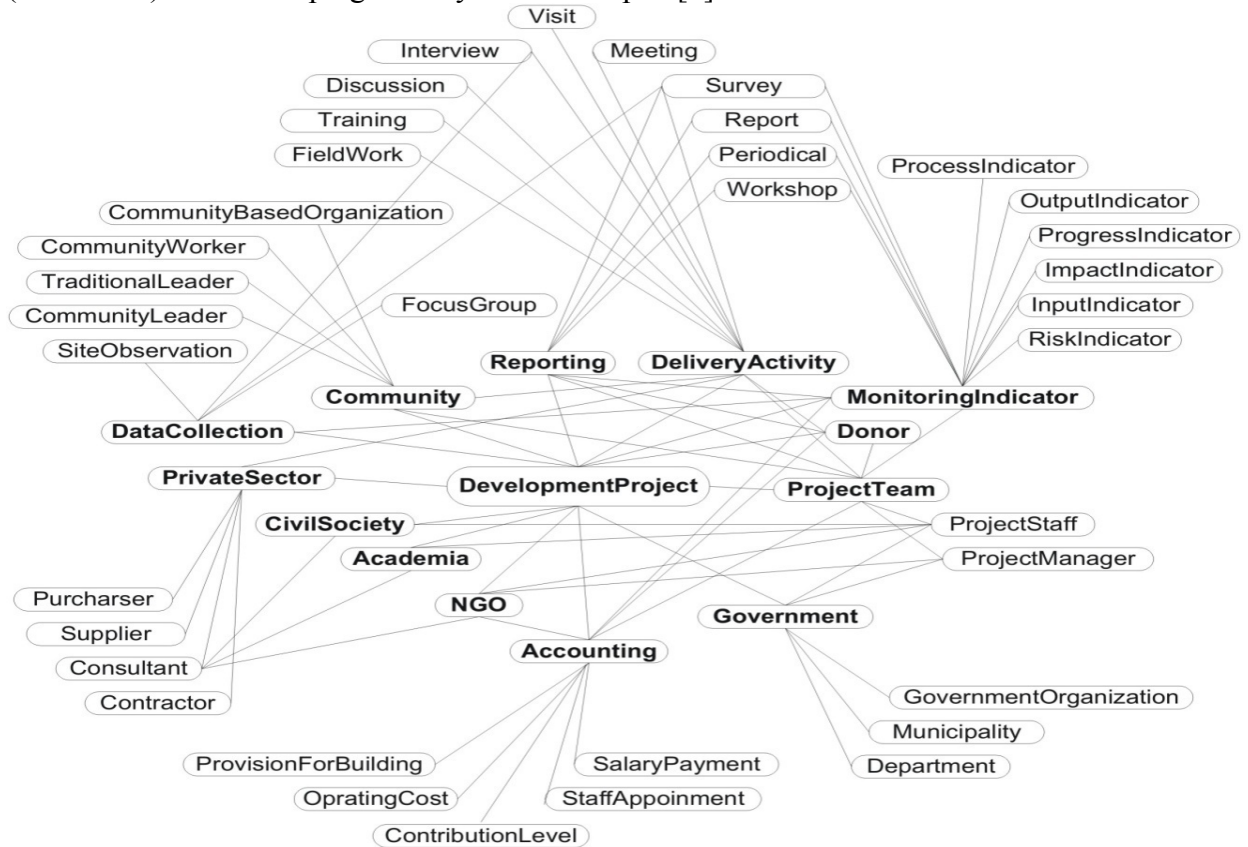 Visit
Interview
Meeting
Discussion
Survey
Training
Report
FieldWork
Periodical
ProcessIndicator
Workshop
OutputIndicator
CommunityBasedOrganization
ProgressIndicator
CommunityWorker
ImpactIndicator
TraditionalLeader
FocusGroup
InputIndicator
CommunityLeader
RiskIndicator
SiteObservation
Reporting
DeliveryActivity
Community
MonitoringIndicator
DataCollection
Donor
PrivateSector
DevelopmentProject
ProjectTeam
CivilSociety
ProjectStaff
Academia
ProjectManager
Purcharser
NGO
Government
Supplier
Accounting
Consultant
Contractor
GovernmentOrganization
Municipality
ProvisionForBuilding
SalaryPayment
Department
OpratingCost
StaffAppoinment
ContributionLevel